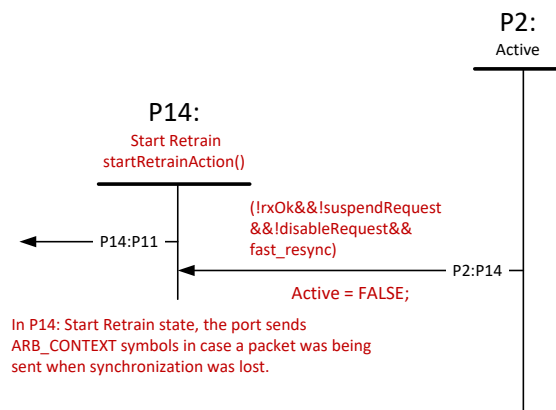 P2:
Active
P14:
Start Retrain
startRetrainAction()
(!rxOk&&!suspendRequest
&&!disableRequest&&
fast_resync)
P14:P11
P2:P14
Active = FALSE;
In P14: Start Retrain state, the port sends
ARB_CONTEXT symbols in case a packet was being
sent when synchronization was lost.